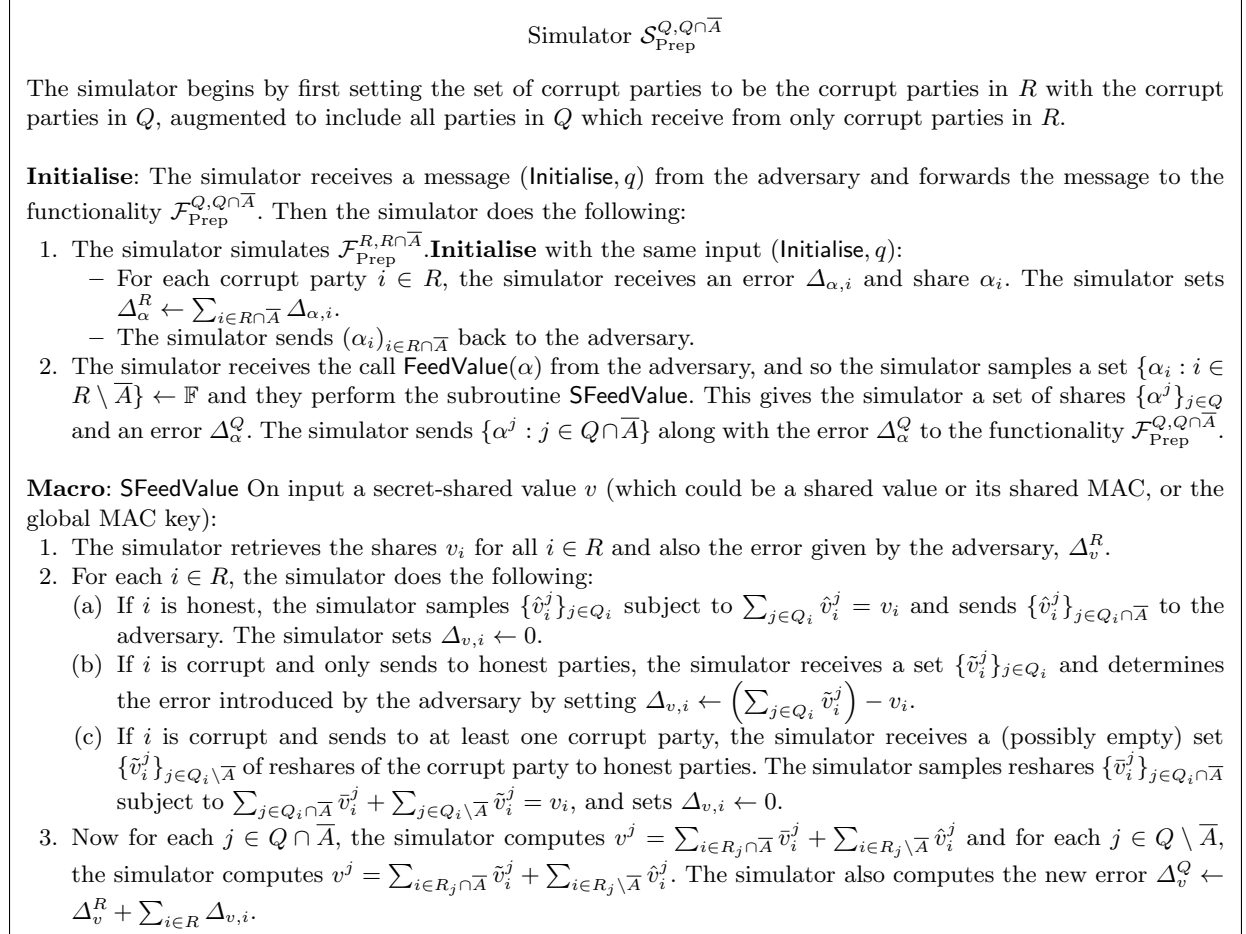 Simulator $\mathcal{S}_{\mathrm{Prep}}^{Q,Q\cap\overline{A}}$
The simulator begins by first setting the set of corrupt parties to be the corrupt parties in $R$ with the corrupt
parties in $Q$, augmented to include all parties in $Q$ which receive from only corrupt parties in $R$.
Initialise: The simulator receives a message (Initialise, $q$) from the adversary and forwards the message to the
functionality $\mathcal{F}_{\mathrm{Prep}}^{Q,Q\cap\overline{A}}$. Then the simulator does the following:
1. The simulator simulates $\mathcal{F}_{\mathrm{Prep}}^{R,R\cap\overline{A}}$.Initialise with the same input (Initialise, $q$):
– For each corrupt party $i \in R$, the simulator receives an error $\Delta_{\alpha,i}$ and share $\alpha_i$. The simulator sets
$\Delta_\alpha^R \leftarrow \sum_{i\in R\cap\overline{A}} \Delta_{\alpha,i}$.
– The simulator sends $(\alpha_i)_{i\in R\cap\overline{A}}$ back to the adversary.
2. The simulator receives the call FeedValue($\alpha$) from the adversary, and so the simulator samples a set $\{\alpha_i : i \in$
$R \setminus \overline{A}\} \leftarrow \mathbb{F}$ and they perform the subroutine SFeedValue. This gives the simulator a set of shares $\{\alpha^j\}_{j\in Q}$
and an error $\Delta_\alpha^Q$. The simulator sends $\{\alpha^j : j \in Q\cap\overline{A}\}$ along with the error $\Delta_\alpha^Q$ to the functionality $\mathcal{F}_{\mathrm{Prep}}^{Q,Q\cap\overline{A}}$.
Macro: SFeedValue On input a secret-shared value $v$ (which could be a shared value or its shared MAC, or the
global MAC key):
1. The simulator retrieves the shares $v_i$ for all $i \in R$ and also the error given by the adversary, $\Delta_v^R$.
2. For each $i \in R$, the simulator does the following:
(a) If $i$ is honest, the simulator samples $\{\hat{v}_i^j\}_{j\in Q_i}$ subject to $\sum_{j\in Q_i} \hat{v}_i^j = v_i$ and sends $\{\hat{v}_i^j\}_{j\in Q_i\cap\overline{A}}$ to the
adversary. The simulator sets $\Delta_{v,i} \leftarrow 0$.
(b) If $i$ is corrupt and only sends to honest parties, the simulator receives a set $\{\tilde{v}_i^j\}_{j\in Q_i}$ and determines
the error introduced by the adversary by setting $\Delta_{v,i} \leftarrow \left(\sum_{j\in Q_i} \tilde{v}_i^j\right) - v_i$.
(c) If $i$ is corrupt and sends to at least one corrupt party, the simulator receives a (possibly empty) set
$\{\tilde{v}_i^j\}_{j\in Q_i\setminus\overline{A}}$ of reshares of the corrupt party to honest parties. The simulator samples reshares $\{\bar{v}_i^j\}_{j\in Q_i\cap\overline{A}}$
subject to $\sum_{j\in Q_i\cap\overline{A}} \bar{v}_i^j + \sum_{j\in Q_i\setminus\overline{A}} \tilde{v}_i^j = v_i$, and sets $\Delta_{v,i} \leftarrow 0$.
3. Now for each $j \in Q \cap \overline{A}$, the simulator computes $v^j = \sum_{i\in R_j\cap\overline{A}} \bar{v}_i^j + \sum_{i\in R_j\setminus\overline{A}} \hat{v}_i^j$ and for each $j \in Q \setminus \overline{A}$,
the simulator computes $v^j = \sum_{i\in R_j\cap\overline{A}} \tilde{v}_i^j + \sum_{i\in R_j\setminus\overline{A}} \hat{v}_i^j$. The simulator also computes the new error $\Delta_v^Q \leftarrow$
$\Delta_v^R + \sum_{i\in R} \Delta_{v,i}$.